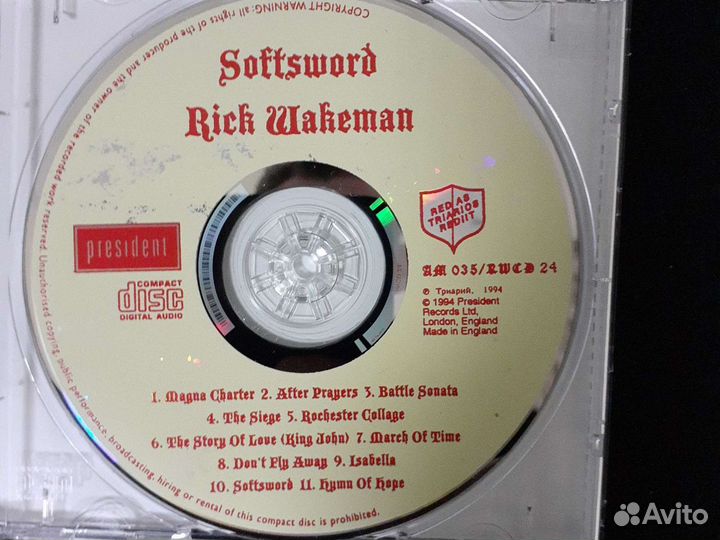 COPYRIGHT WARNING: all rights of the producer and the owner of the recorded work reserved. Unauthorised copying, public performance, broadcasting, hiring or rental of this compact disc is prohibited.
Softsword
Rick Wakeman
president
COMPACT
disc
DIGITAL AUDIO
RED AS
TRIARIOS
REDIIT
AM 035/RWCD 24
℗ Триарий, 1994
© 1994 President
Records Ltd,
London, England
Made in England
1. Magna Charter 2. After Prayers 3. Battle Sonata
4. The Siege 5. Rochester Collage
6. The Story Of Love (King John) 7. March Of Time
8. Don't Fly Away 9. Isabella
10. Softsword 11. Hymn Of Hope
Avito